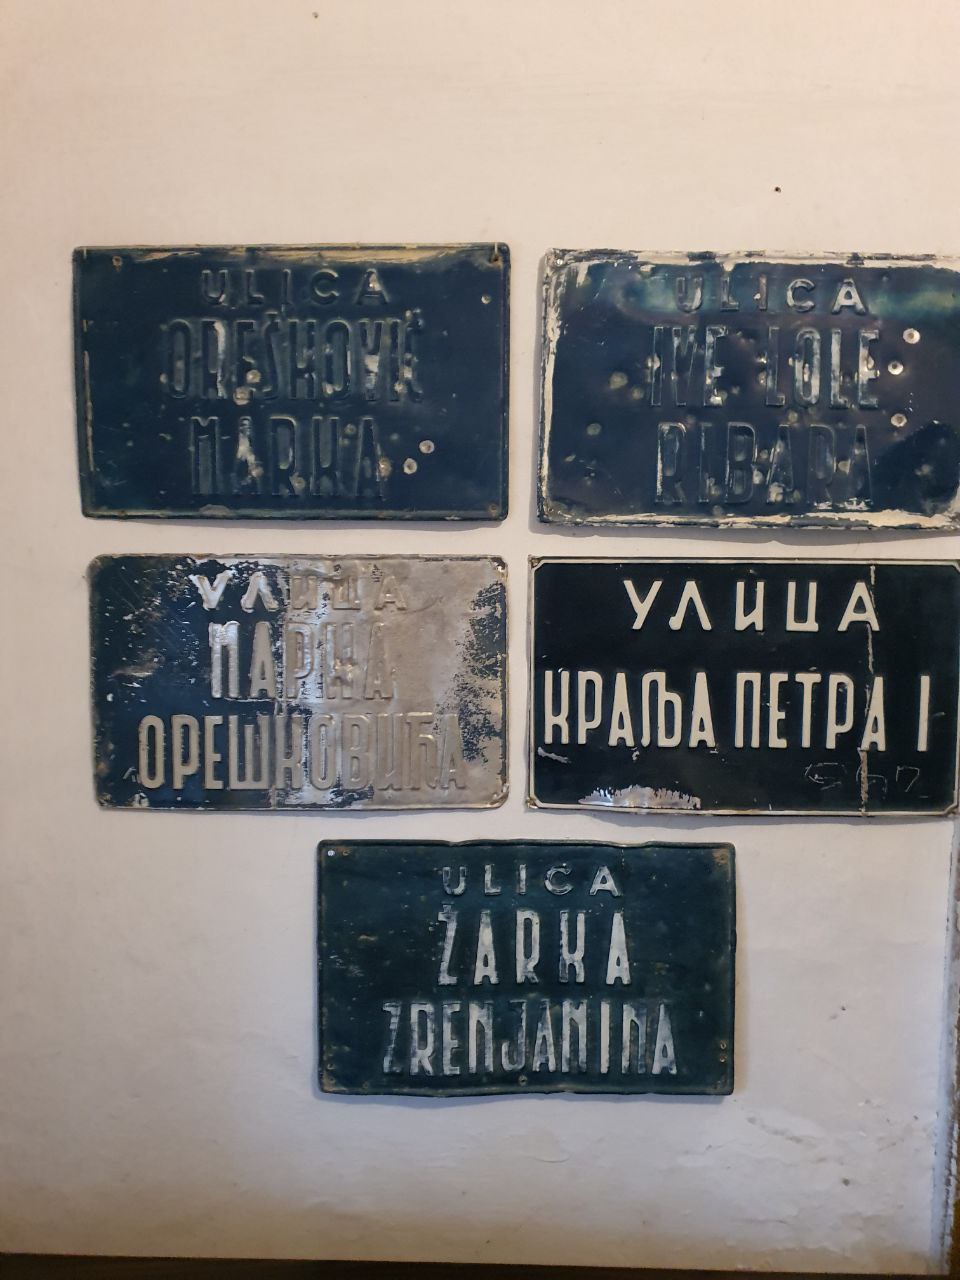 ULICA
OREŠKOVIĆ
MARKA
ULICA
IVE LOLE
RIBARA
УЛИЦА
МАРКА
ОРЕШКОВИЋА
УЛИЦА
КРАЉА ПЕТРА I
ULICA
ŽARKA
ZRENJANINA